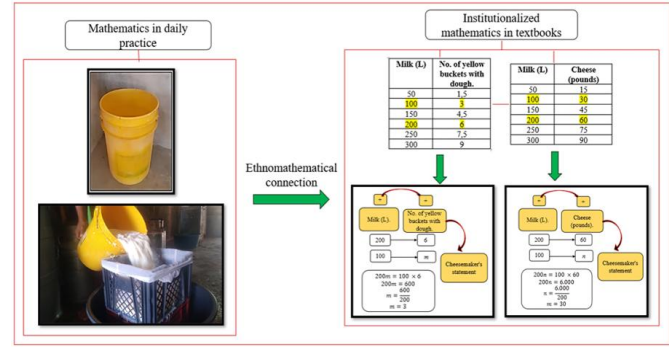 Mathematics in daily
practice
Institutionalized
mathematics in textbooks
Ethnomathematical
connection
Milk (L) No. of yellow
buckets with
dough.
50 1,5
100 3
150 4,5
200 6
250 7,5
300 9
Milk (L) Cheese
(pounds)
50 15
100 30
150 45
200 60
250 75
300 90
Milk (L) No. of yellow
buckets with
dough.
200 6
100 m
Cheesemaker's
statement
200m = 100 × 6
200m = 600
m = 600
200
m = 3
Milk (L) Cheese
(pounds).
200 60
100 n
Cheesemaker's
statement
200m = 100 × 60
200n = 6.000
n = 6.000
200
m = 30